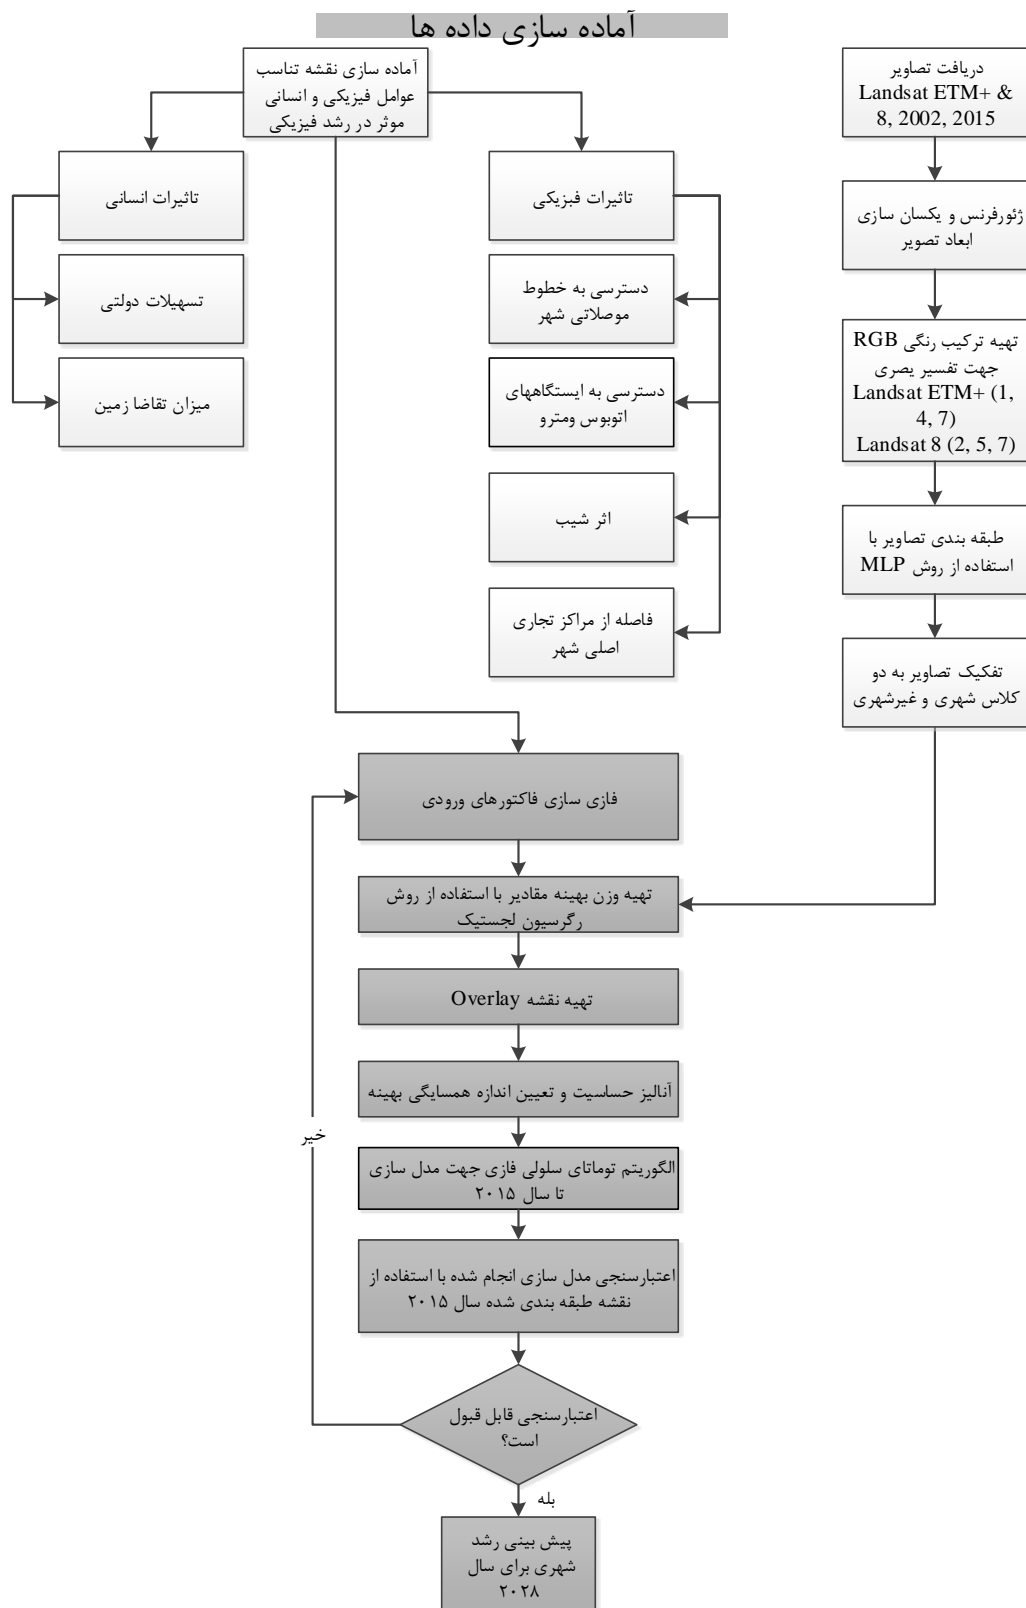 آماده سازی داده ها
دریافت تصاویر
Landsat ETM+ &
8, 2002, 2015
ژئورفرنس و یکسان سازی
ابعاد تصویر
تهیه ترکیب رنگی RGB
جهت تفسیر یصری
Landsat ETM+ (1,
4, 7)
Landsat 8 (2, 5, 7)
طبقه بندی تصاویر با
استفاده از روش MLP
تفکیک تصاویر به دو
کلاس شهری و غیرشهری
آماده سازی نقشه تناسب
عوامل فیزیکی و انسانی
موثر در رشد فیزیکی
تاثیرات فبزیکی
دسترسی به خطوط
موصلاتی شهر
دسترسی به ایستگاههای
اتوبوس ومترو
اثر شیب
فاصله از مراکز تجاری
اصلی شهر
تاثیرات انسانی
تسهیلات دولتی
میزان تقاضا زمین
فازی سازی فاکتورهای ورودی
تهیه وزن بهینه مقادیر با استفاده از روش
رگرسیون لجستیک
تهیه نقشه Overlay
آنالیز حساسیت و تعیین اندازه همسایگی بهینه
الگوریتم توماتای سلولی فازی جهت مدل سازی
تا سال ۲۰۱۵
اعتبارسنجی مدل سازی انجام شده با استفاده از
نقشه طبقه بندی شده سال ۲۰۱۵
اعتبارسنجی قابل قبول
است؟
خیر
بله
پیش بینی رشد
شهری برای سال
۲۰۲۸